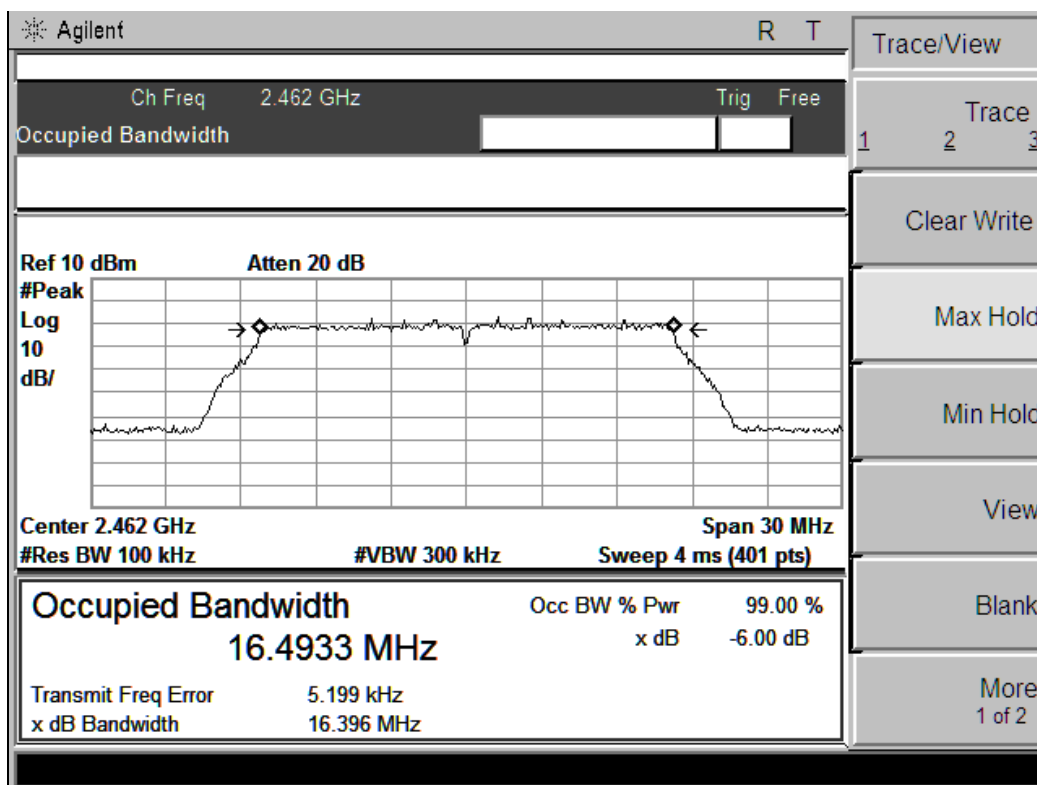 Agilent R T
Trace/View
Ch Freq 2.462 GHz Trig Free
Occupied Bandwidth
Trace
1 2 3
Clear Write
Ref 10 dBm Atten 20 dB
#Peak
Log
10
dB/
Max Hold
Min Hold
View
Center 2.462 GHz Span 30 MHz
#Res BW 100 kHz #VBW 300 kHz Sweep 4 ms (401 pts)
Occupied Bandwidth
16.4933 MHz
Occ BW % Pwr 99.00 %
x dB -6.00 dB
Transmit Freq Error 5.199 kHz
x dB Bandwidth 16.396 MHz
Blank
More
1 of 2